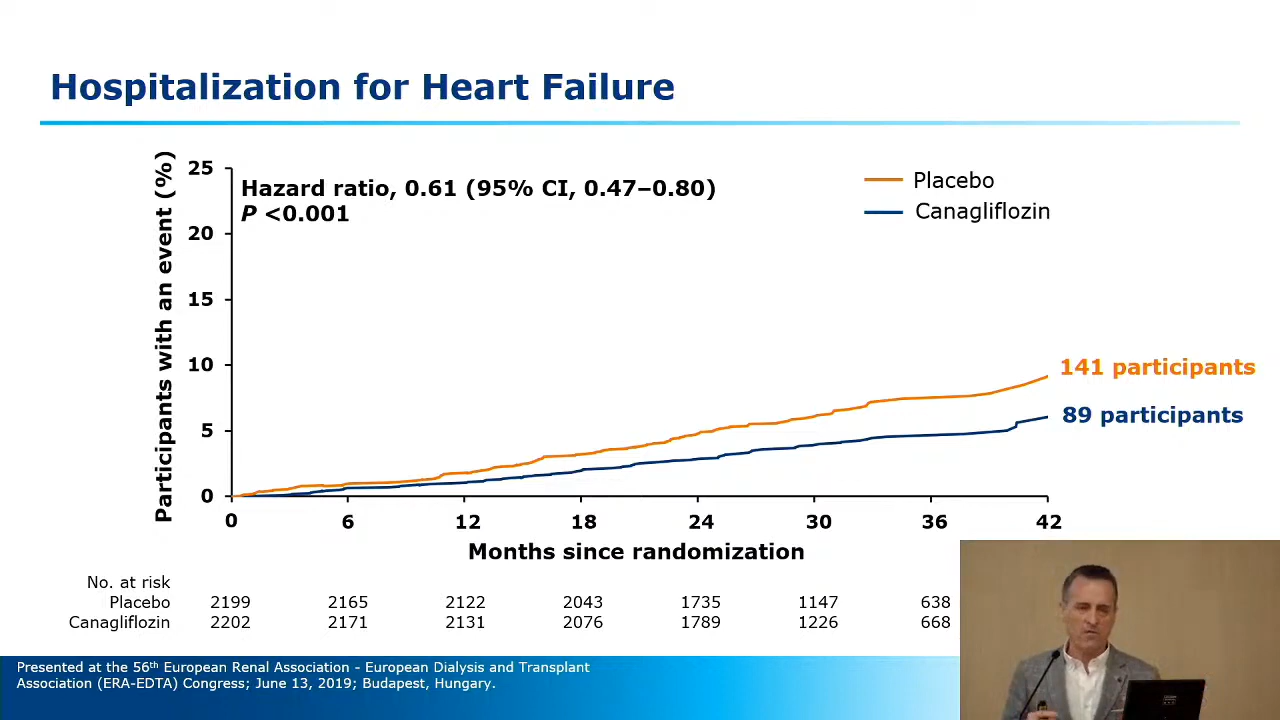 Hospitalization for Heart Failure
Participants with an event (%)
25
20
15
10
5
0
Hazard ratio, 0.61 (95% CI, 0.47–0.80)
P <0.001
Placebo
Canagliflozin
141 participants
89 participants
0 6 12 18 24 30 36 42
Months since randomization
No. at risk
Placebo 2199 2165 2122 2043 1735 1147 638
Canagliflozin 2202 2171 2131 2076 1789 1226 668
Presented at the 56th European Renal Association - European Dialysis and Transplant
Association (ERA-EDTA) Congress; June 13, 2019; Budapest, Hungary.